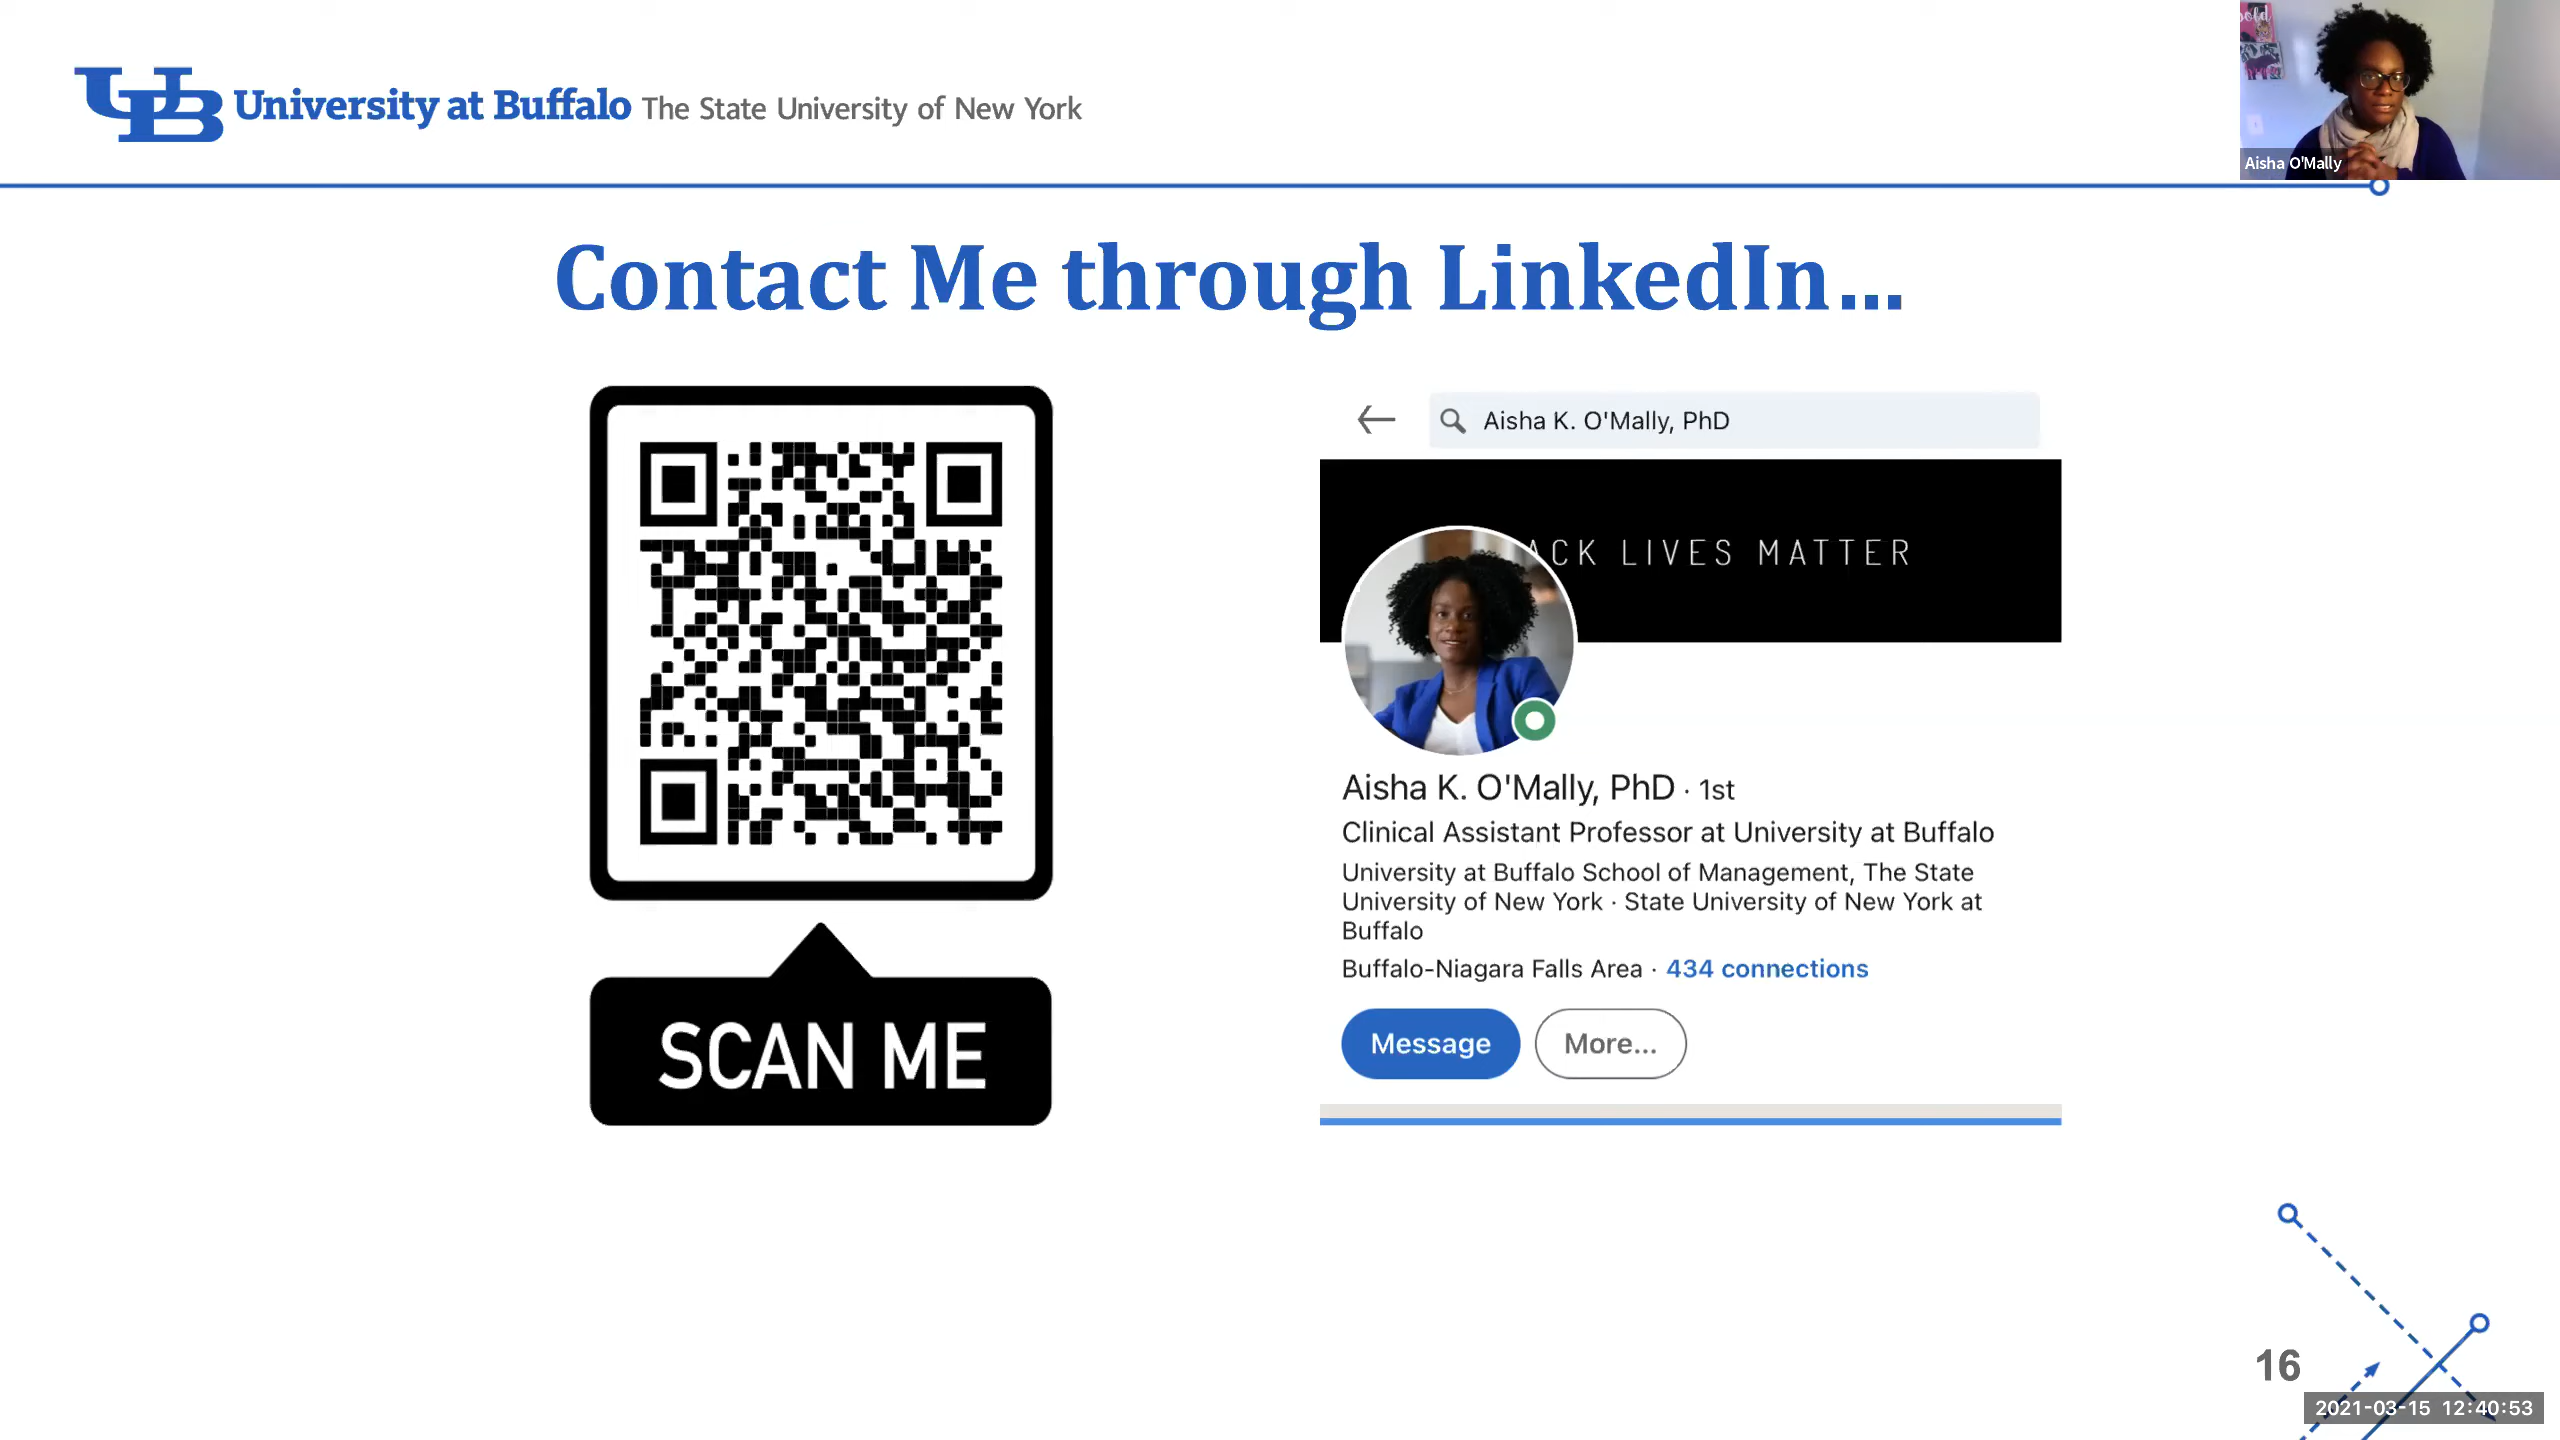 UB University at Buffalo The State University of New York
Aisha O'Mally
Contact Me through LinkedIn...
Aisha K. O'Mally, PhD
ACK LIVES MATTER
Aisha K. O'Mally, PhD · 1st
Clinical Assistant Professor at University at Buffalo
University at Buffalo School of Management, The State
University of New York · State University of New York at
Buffalo
Buffalo-Niagara Falls Area · 434 connections
Message More...
SCAN ME
16
2021-03-15 12:40:53